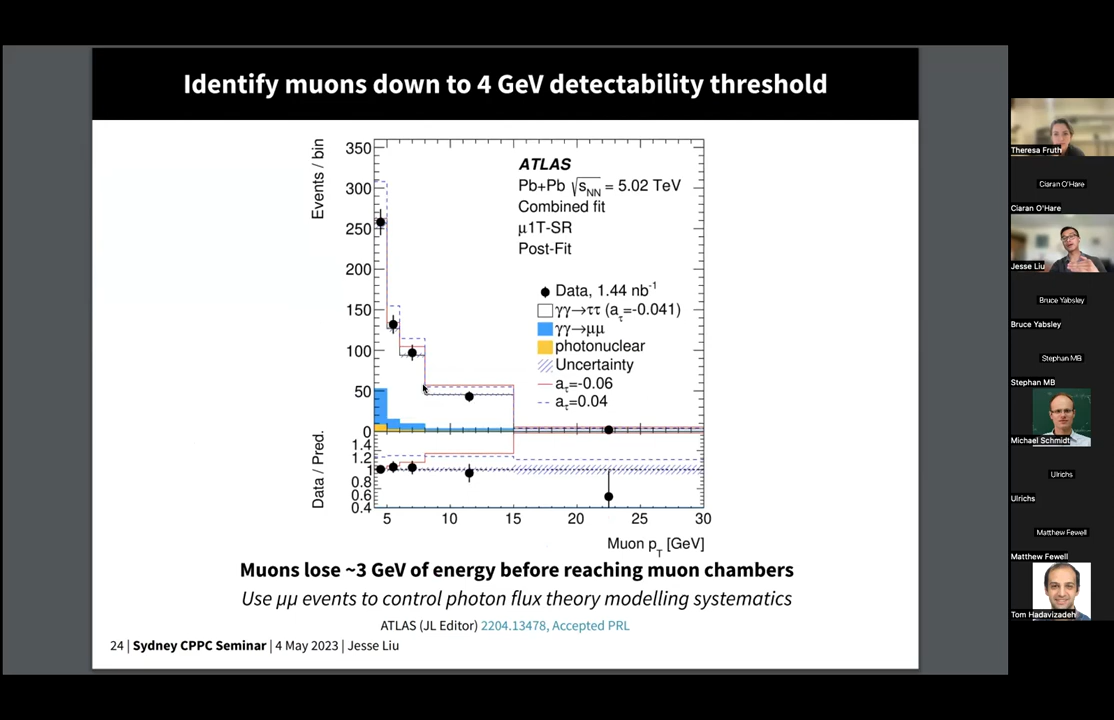 Identify muons down to 4 GeV detectability threshold
Events / bin
350
300
250
200
150
100
50
0
ATLAS
Pb+Pb √sNN = 5.02 TeV
Combined fit
μ1T-SR
Post-Fit
Data, 1.44 nb-1
γγ→ττ (aτ=-0.041)
γγ→μμ
photonuclear
Uncertainty
aτ=-0.06
aτ=0.04
Data / Pred.
1.4
1.2
1
0.8
0.6
0.4
5 10 15 20 25 30
Muon pT [GeV]
Muons lose ~3 GeV of energy before reaching muon chambers
Use μμ events to control photon flux theory modelling systematics
ATLAS (JL Editor) 2204.13478, Accepted PRL
24 | Sydney CPPC Seminar | 4 May 2023 | Jesse Liu
Theresa Fruth
Ciaran O'Hare
Ciaran O'Hare
Jesse Liu
Bruce Yabsley
Bruce Yabsley
Stephan MB
Stephan MB
Michael Schmidt
Ulrichs
Ulrichs
Matthew Fewell
Matthew Fewell
Tom Hadavizadeh